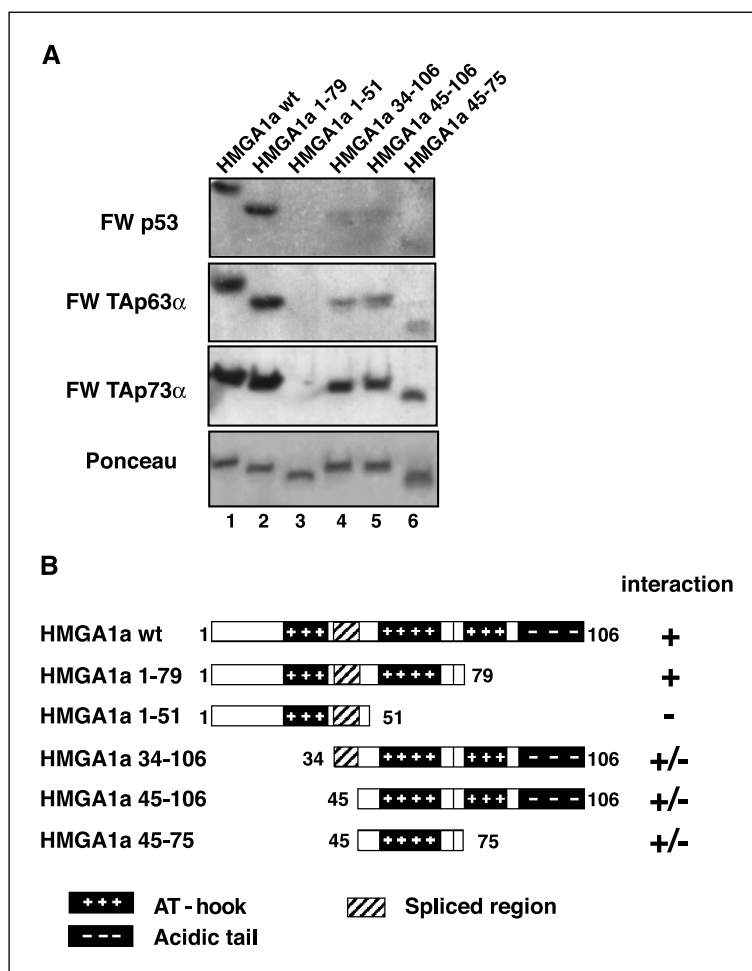 A
HMGA1a wt
HMGA1a 1-79
HMGA1a 1-51
HMGA1a 34-106
HMGA1a 45-106
HMGA1a 45-75
FW p53
FW TAp63α
FW TAp73α
Ponceau
1 2 3 4 5 6
B
interaction
HMGA1a wt 1 +++ ++++ +++ --- 106 +
HMGA1a 1-79 1 +++ ++++ 79 +
HMGA1a 1-51 1 +++ 51 -
HMGA1a 34-106 34 ++++ +++ --- 106 +/-
HMGA1a 45-106 45 ++++ +++ --- 106 +/-
HMGA1a 45-75 45 ++++ 75 +/-
+++ AT-hook Spliced region
--- Acidic tail